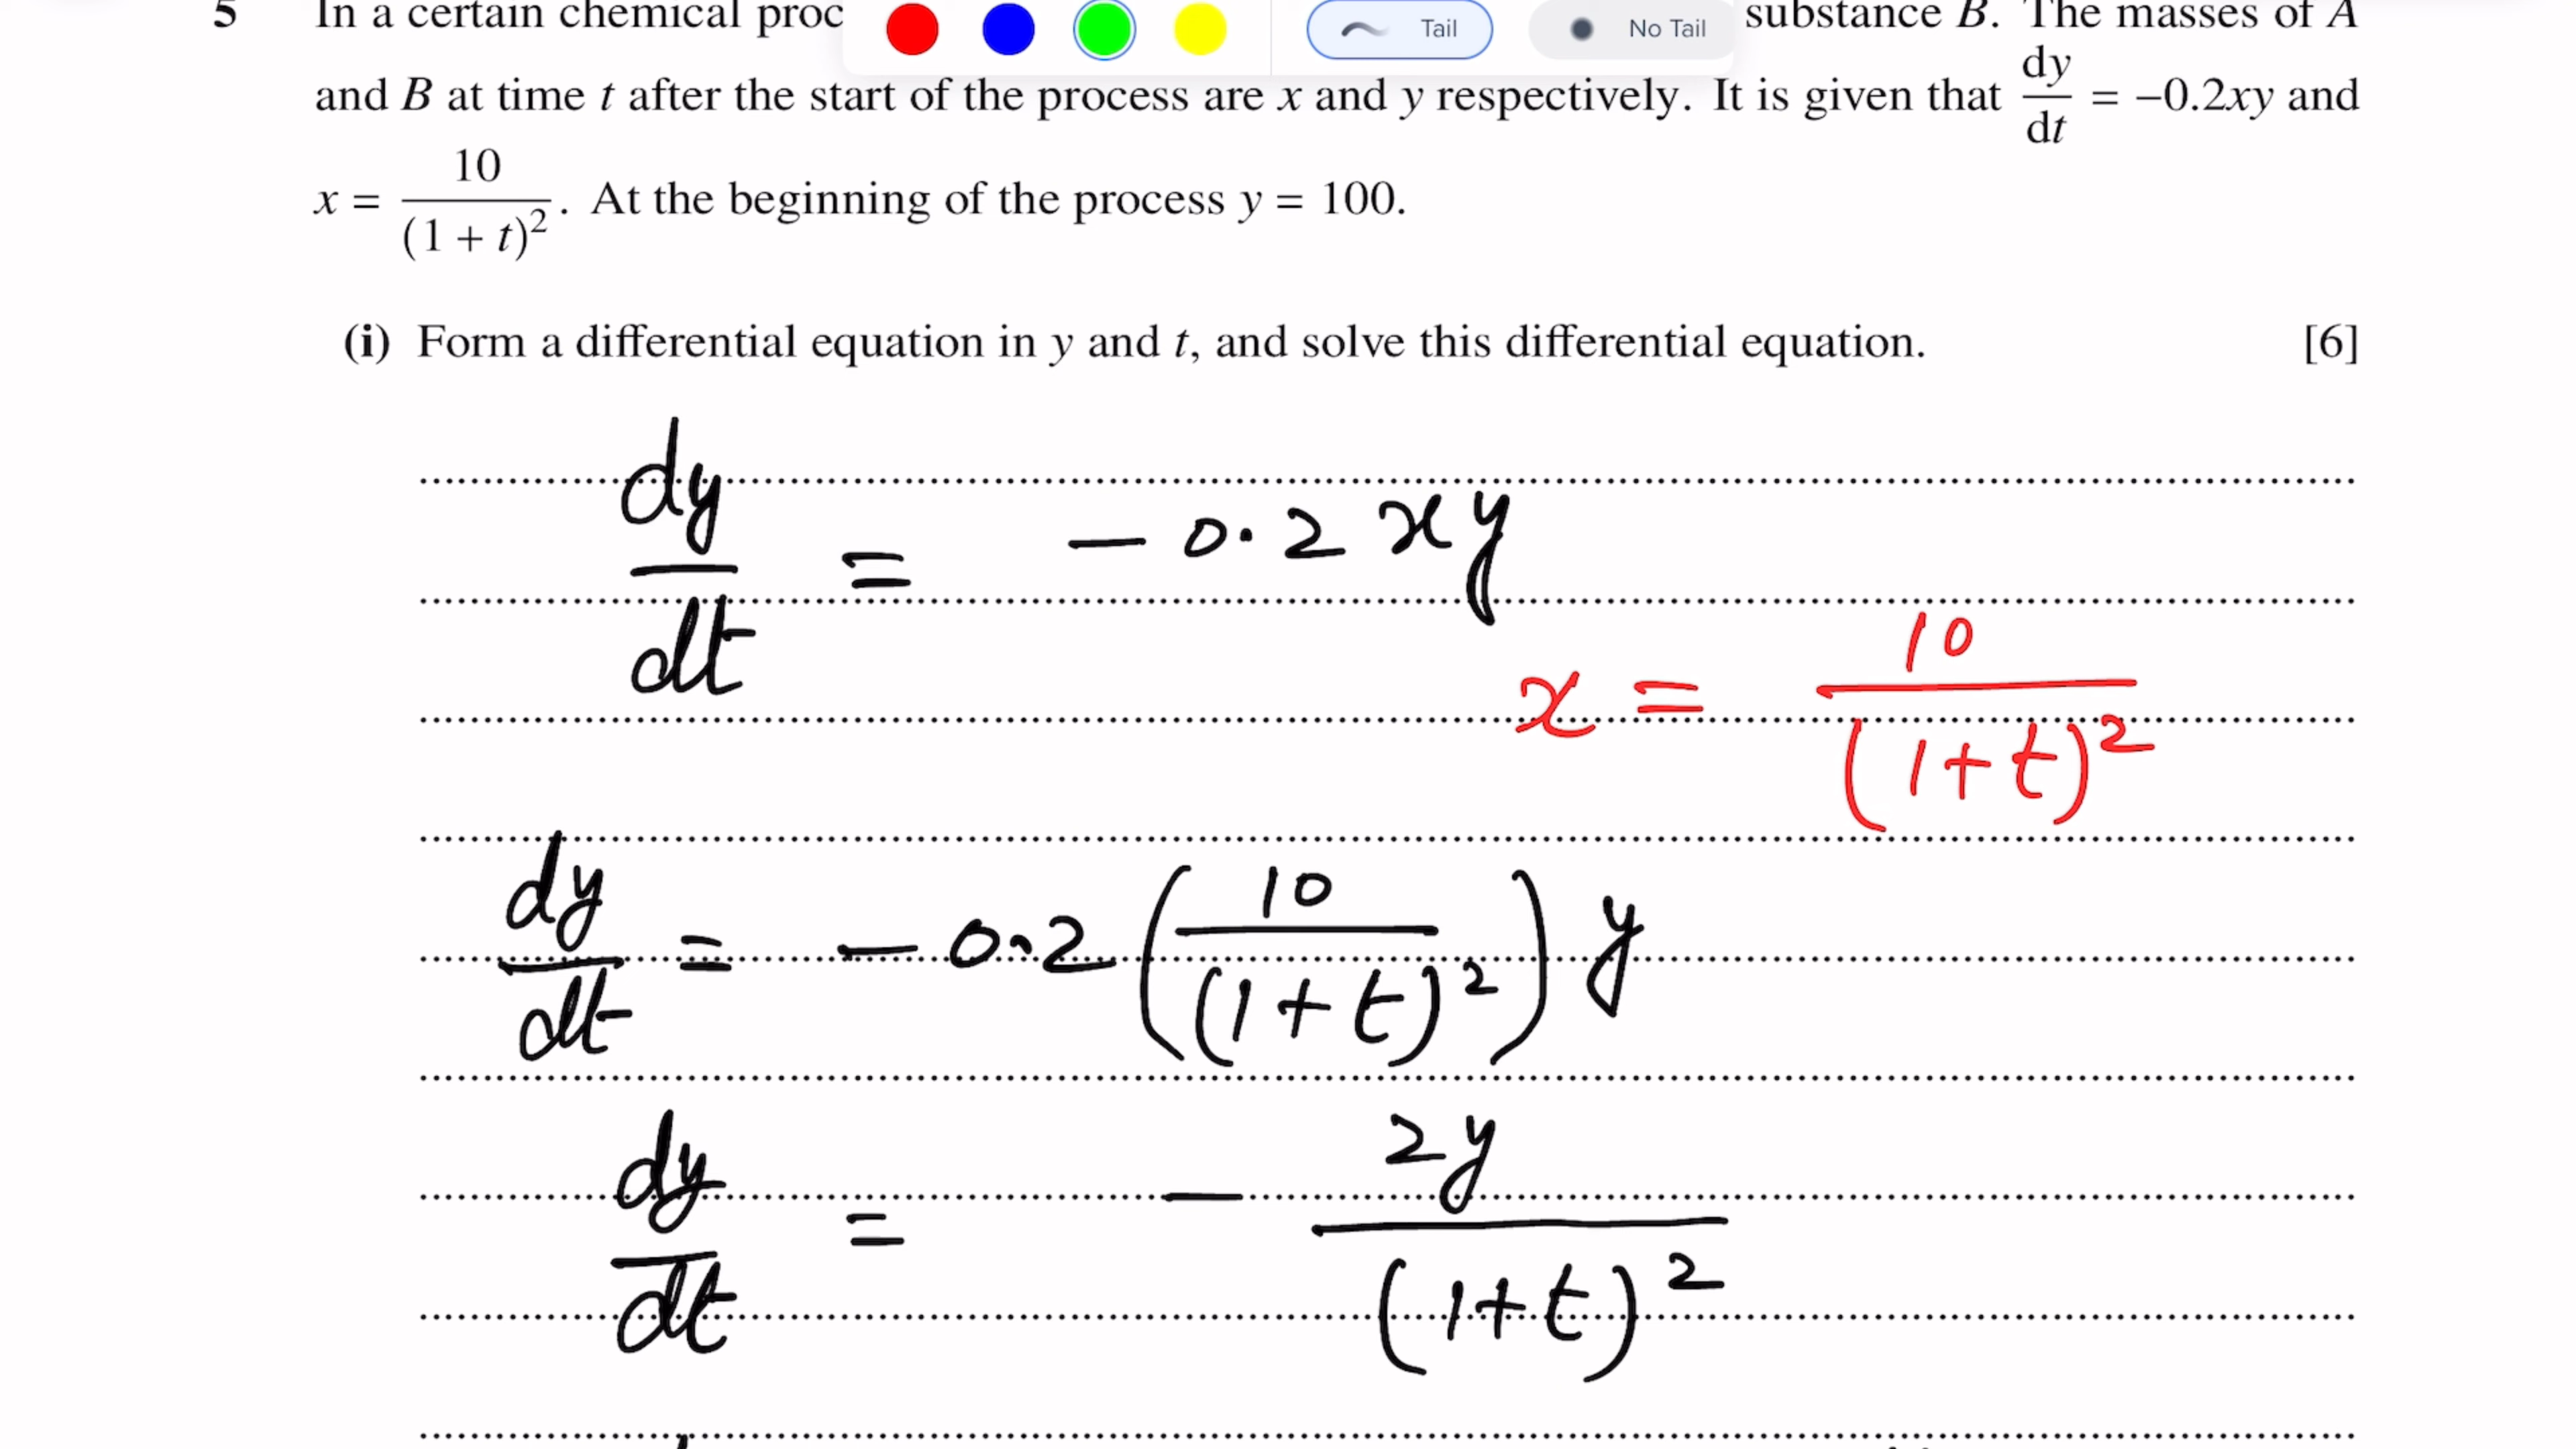 5 In a certain chemical proc substance B. The masses of A
Tail No Tail
and B at time t after the start of the process are x and y respectively. It is given that dy/dt = −0.2xy and
x = 10/(1 + t)². At the beginning of the process y = 100.
(i) Form a differential equation in y and t, and solve this differential equation. [6]
dy/dt = − 0.2 xy
x = 10/(1+t)²
dy/dt = − 0.2 (10/(1+t)²) y
dy/dt = − 2y/(1+t)²